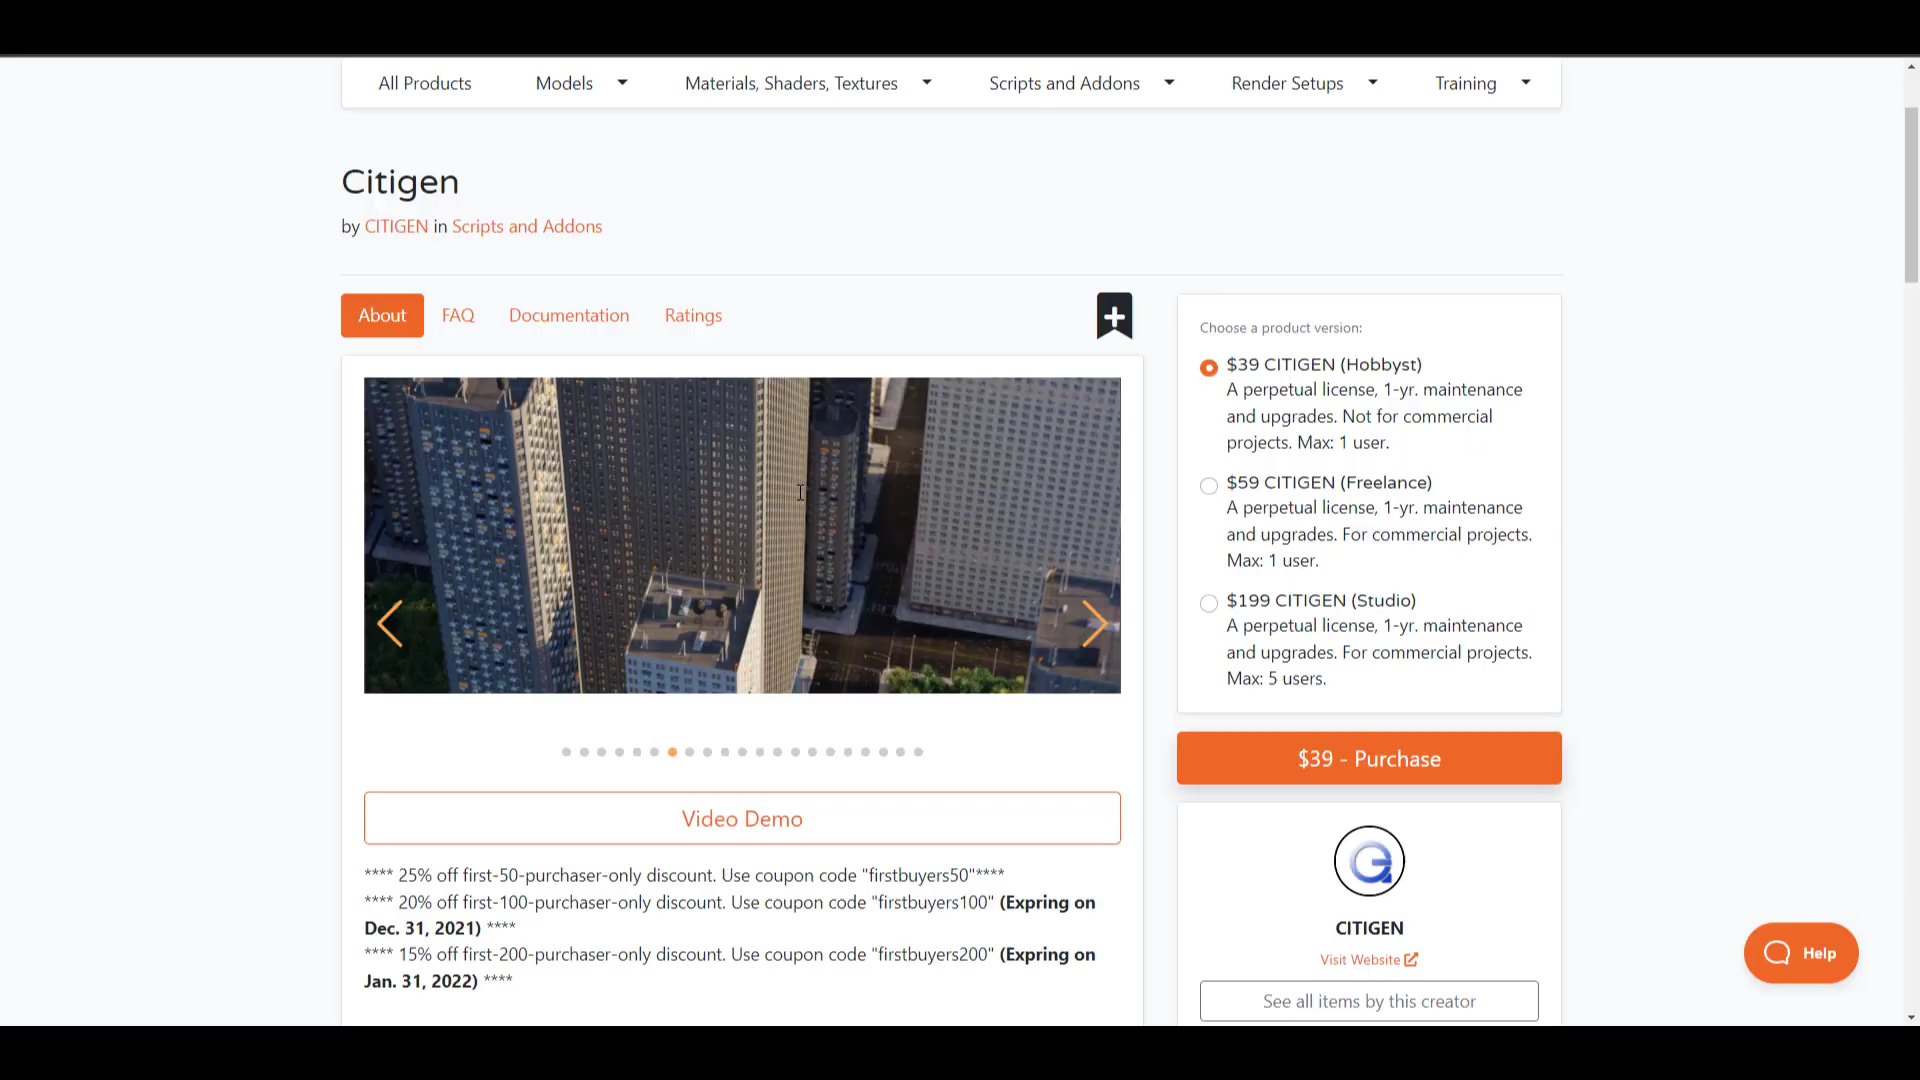 All Products Models Materials, Shaders, Textures Scripts and Addons Render Setups Training
Citigen
by CITIGEN in Scripts and Addons
About FAQ Documentation Ratings
Video Demo
**** 25% off first-50-purchaser-only discount. Use coupon code "firstbuyers50"****
**** 20% off first-100-purchaser-only discount. Use coupon code "firstbuyers100" (Expring on
Dec. 31, 2021) ****
**** 15% off first-200-purchaser-only discount. Use coupon code "firstbuyers200" (Expring on
Jan. 31, 2022) ****
Choose a product version:
$39 CITIGEN (Hobbyst)
A perpetual license, 1-yr. maintenance
and upgrades. Not for commercial
projects. Max: 1 user.
$59 CITIGEN (Freelance)
A perpetual license, 1-yr. maintenance
and upgrades. For commercial projects.
Max: 1 user.
$199 CITIGEN (Studio)
A perpetual license, 1-yr. maintenance
and upgrades. For commercial projects.
Max: 5 users.
$39 - Purchase
CITIGEN
Visit Website
See all items by this creator
Help